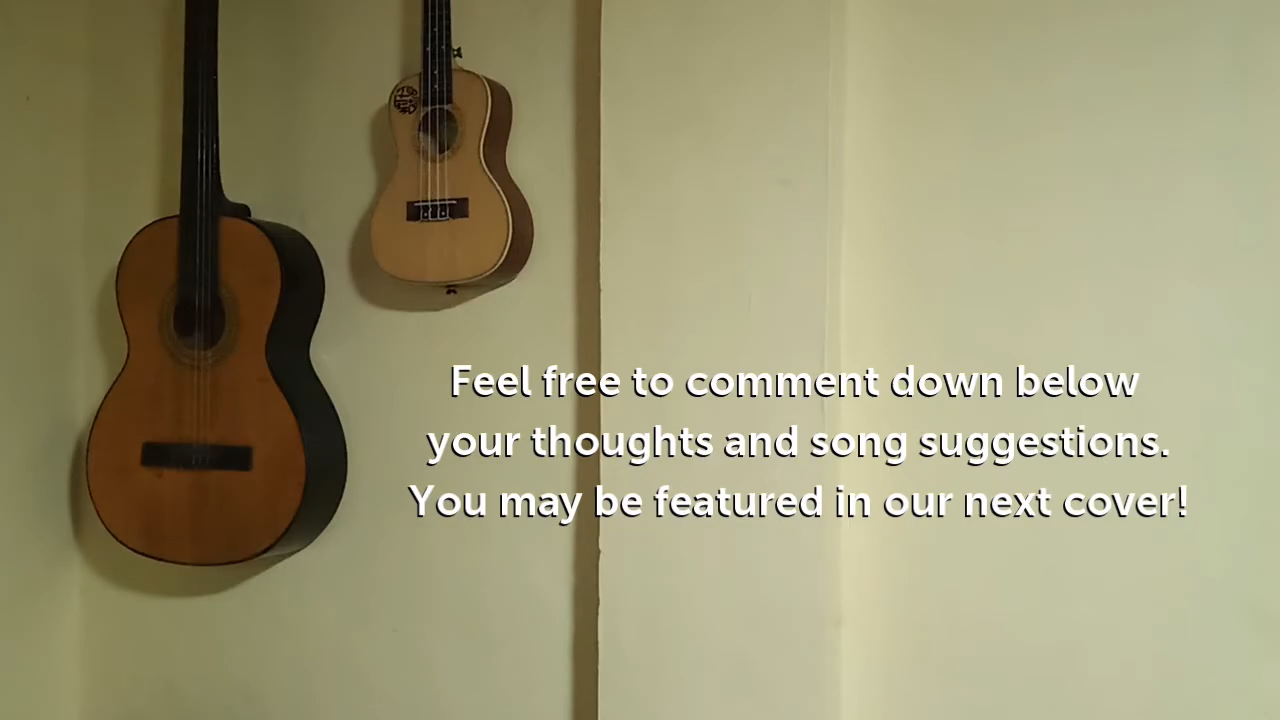 Feel free to comment down below
your thoughts and song suggestions.
You may be featured in our next cover!